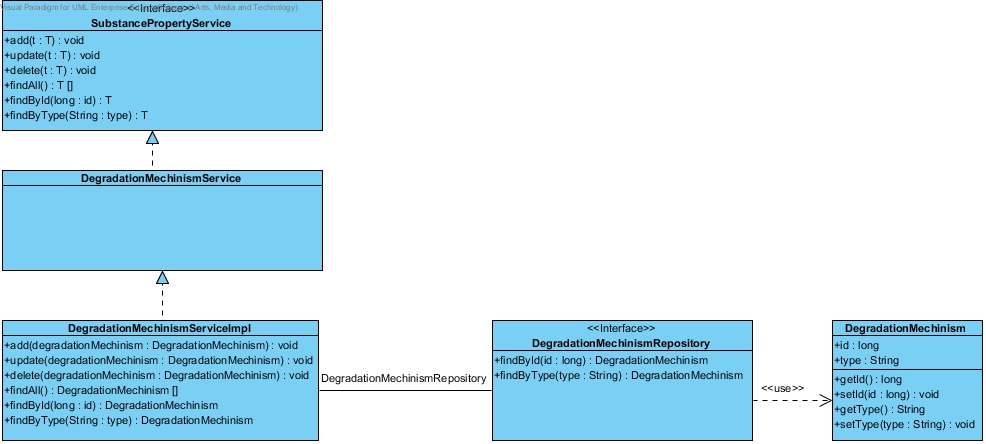 Visual Paradigm for UML Enterprise Arts, Media and Technology)
<<Interface>>
SubstancePropertyService
+add(t : T) : void
+update(t : T) : void
+delete(t : T) : void
+findAll() : T []
+findById(long : id) : T
+findByType(String : type) : T
DegradationMechinismService
DegradationMechinismServiceImpl
+add(degradationMechinism : DegradationMechinism) : void
+update(degradationMechinism : DegradationMechinism) : void
+delete(degradationMechinism : DegradationMechinism) : void
+findAll() : DegradationMechinism []
+findById(long : id) : DegradationMechinism
+findByType(String : type) : DegradationMechinism
DegradationMechinismRepository
<<Interface>>
DegradationMechinismRepository
+findById(id : long) : DegradationMechinism
+findByType(type : String) : DegradationMechinism
<<use>>
DegradationMechinism
+id : long
+type : String
+getId() : long
+setId(id : long) : void
+getType() : String
+setType(type : String) : void